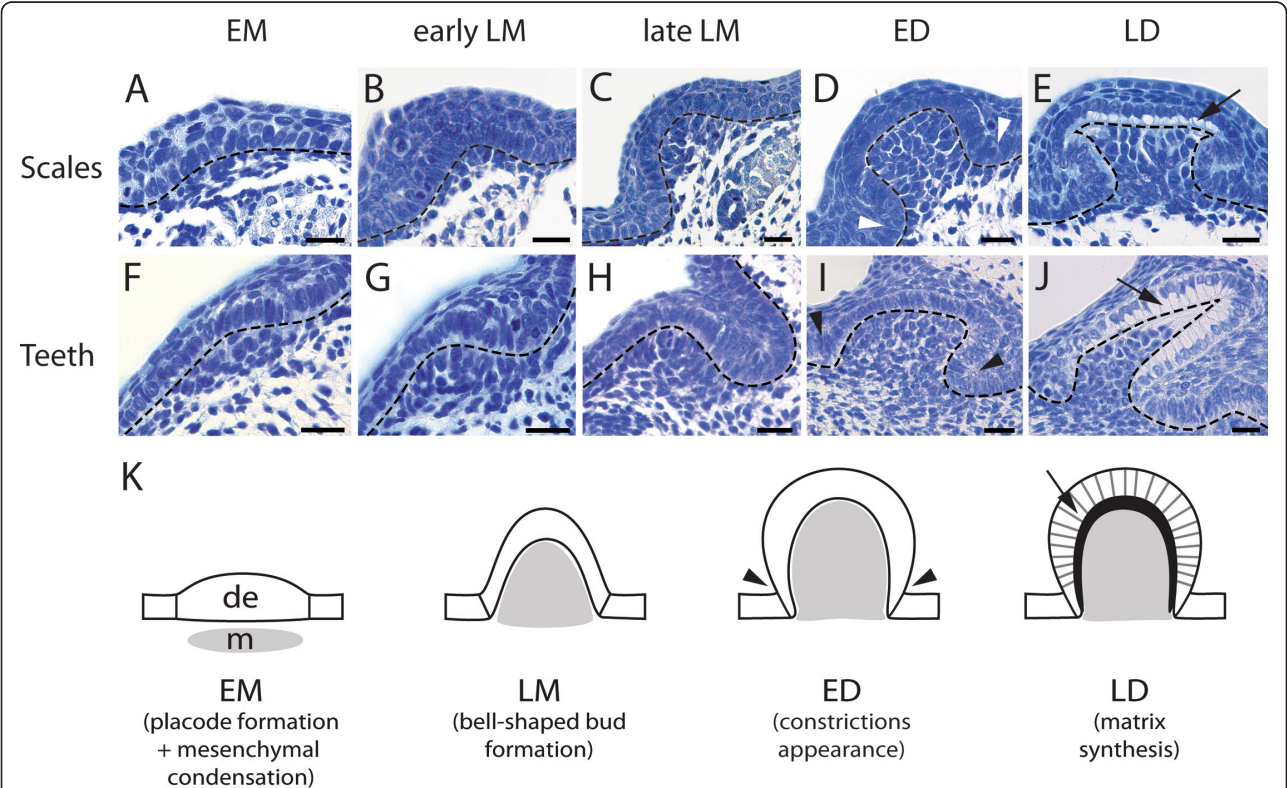 EM early LM late LM ED LD
A B C D E
Scales
F G H I J
Teeth
K
de
m
EM LM ED LD
(placode formation (bell-shaped bud (constrictions (matrix
+ mesenchymal formation) appearance) synthesis)
condensation)